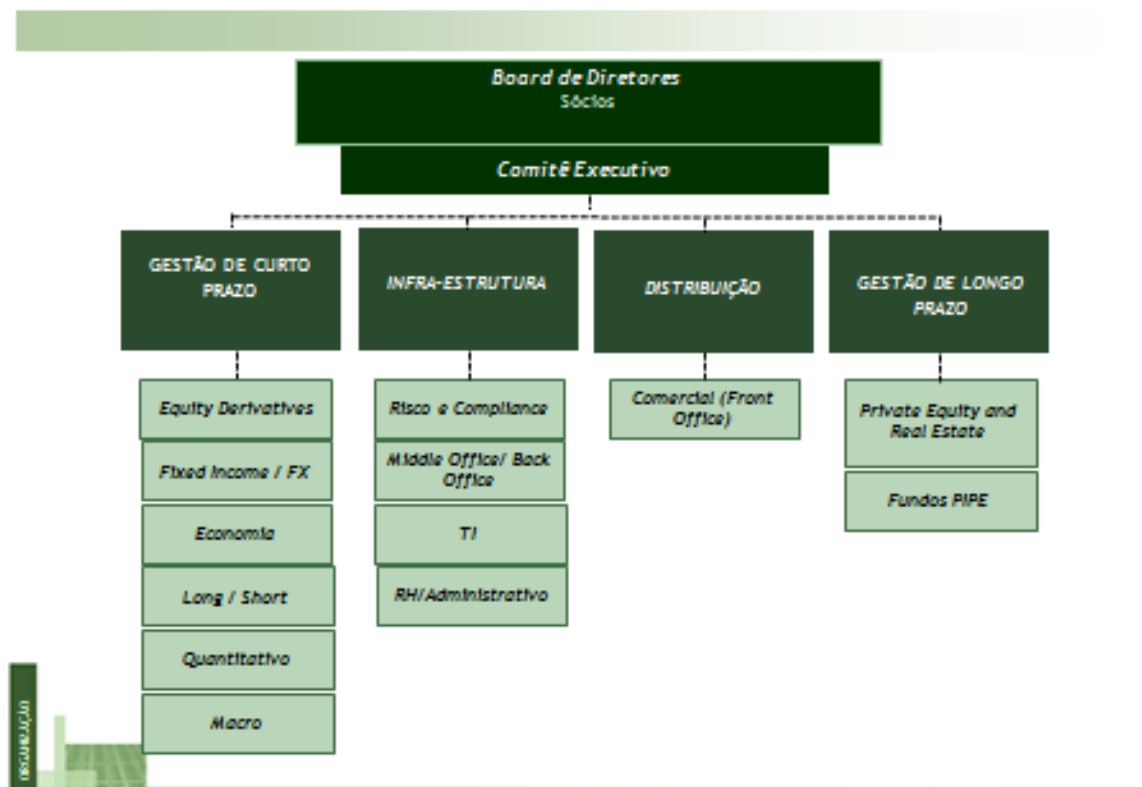 Board de Diretores
Sócios
Comitê Executivo
GESTÃO DE CURTO
PRAZO
INFRA-ESTRUTURA
DISTRIBUIÇÃO
GESTÃO DE LONGO
PRAZO
Equity Derivatives
Fixed Income / FX
Economia
Long / Short
Quantitativo
Macro
Risco e Compliance
Middle Office/ Back
Office
TI
RH/Administrativo
Comercial (Front
Office)
Private Equity and
Real Estate
Fundos PIPE